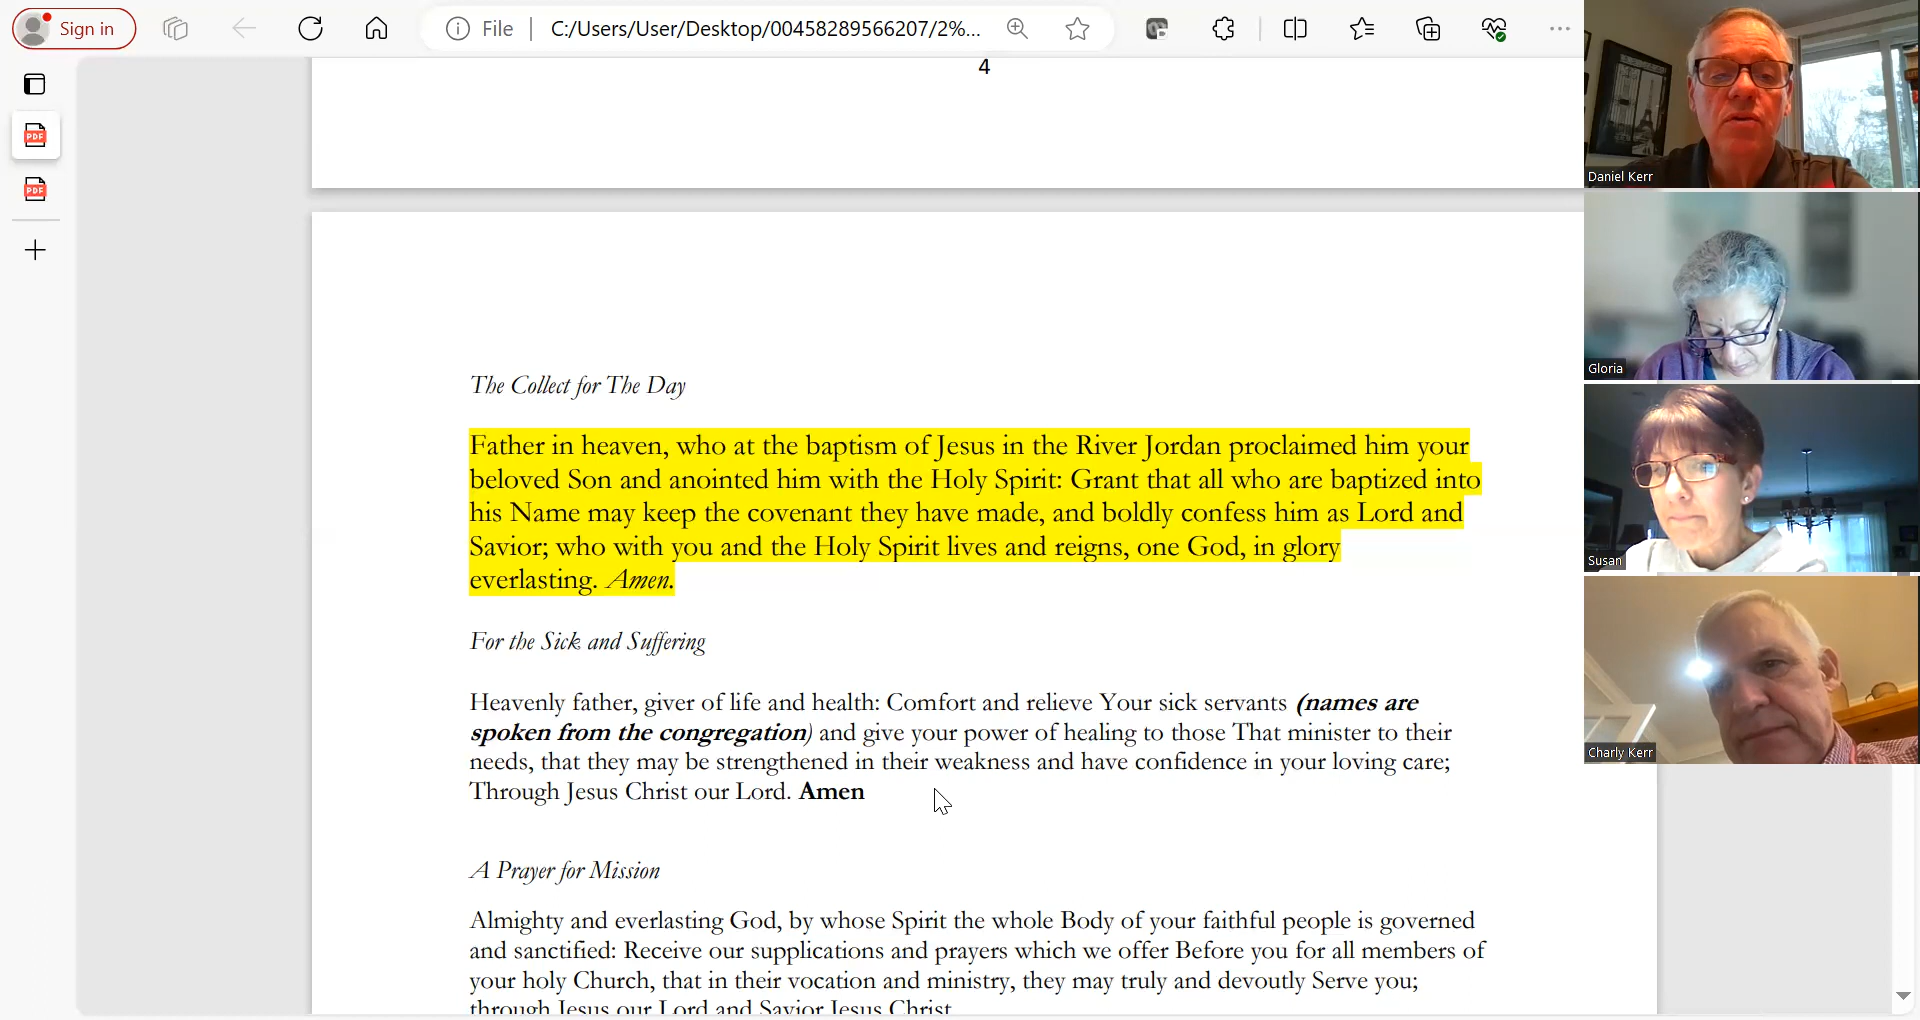 Sign in
File
C:/Users/User/Desktop/00458289566207/2%...
4
The Collect for The Day
Father in heaven, who at the baptism of Jesus in the River Jordan proclaimed him your
beloved Son and anointed him with the Holy Spirit: Grant that all who are baptized into
his Name may keep the covenant they have made, and boldly confess him as Lord and
Savior; who with you and the Holy Spirit lives and reigns, one God, in glory
everlasting. Amen.
For the Sick and Suffering
Heavenly father, giver of life and health: Comfort and relieve Your sick servants (names are
spoken from the congregation) and give your power of healing to those That minister to their
needs, that they may be strengthened in their weakness and have confidence in your loving care;
Through Jesus Christ our Lord. Amen
A Prayer for Mission
Almighty and everlasting God, by whose Spirit the whole Body of your faithful people is governed
and sanctified: Receive our supplications and prayers which we offer Before you for all members of
your holy Church, that in their vocation and ministry, they may truly and devoutly Serve you;
through Jesus our Lord and Savior Jesus Christ
PDF
PDF
Daniel Kerr
Gloria
Susan
Charly Kerr